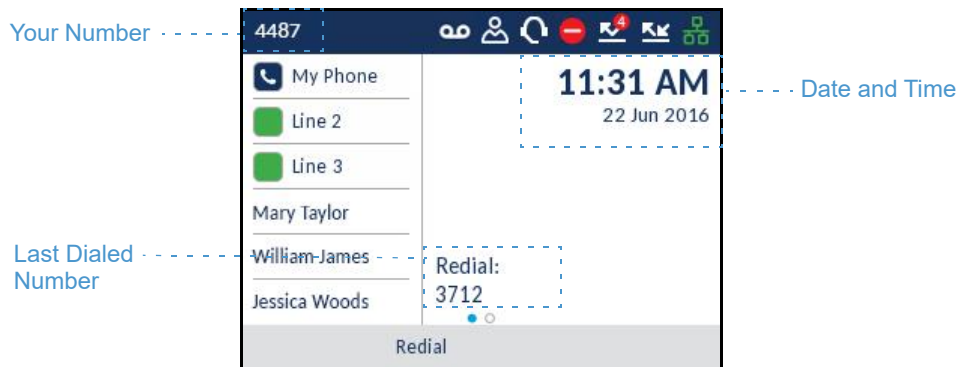 Your Number
4487
4
My Phone
Line 2
Line 3
Mary Taylor
William James
Jessica Woods
11:31 AM
22 Jun 2016
Date and Time
Last Dialed
Number
Redial:
3712
Redial